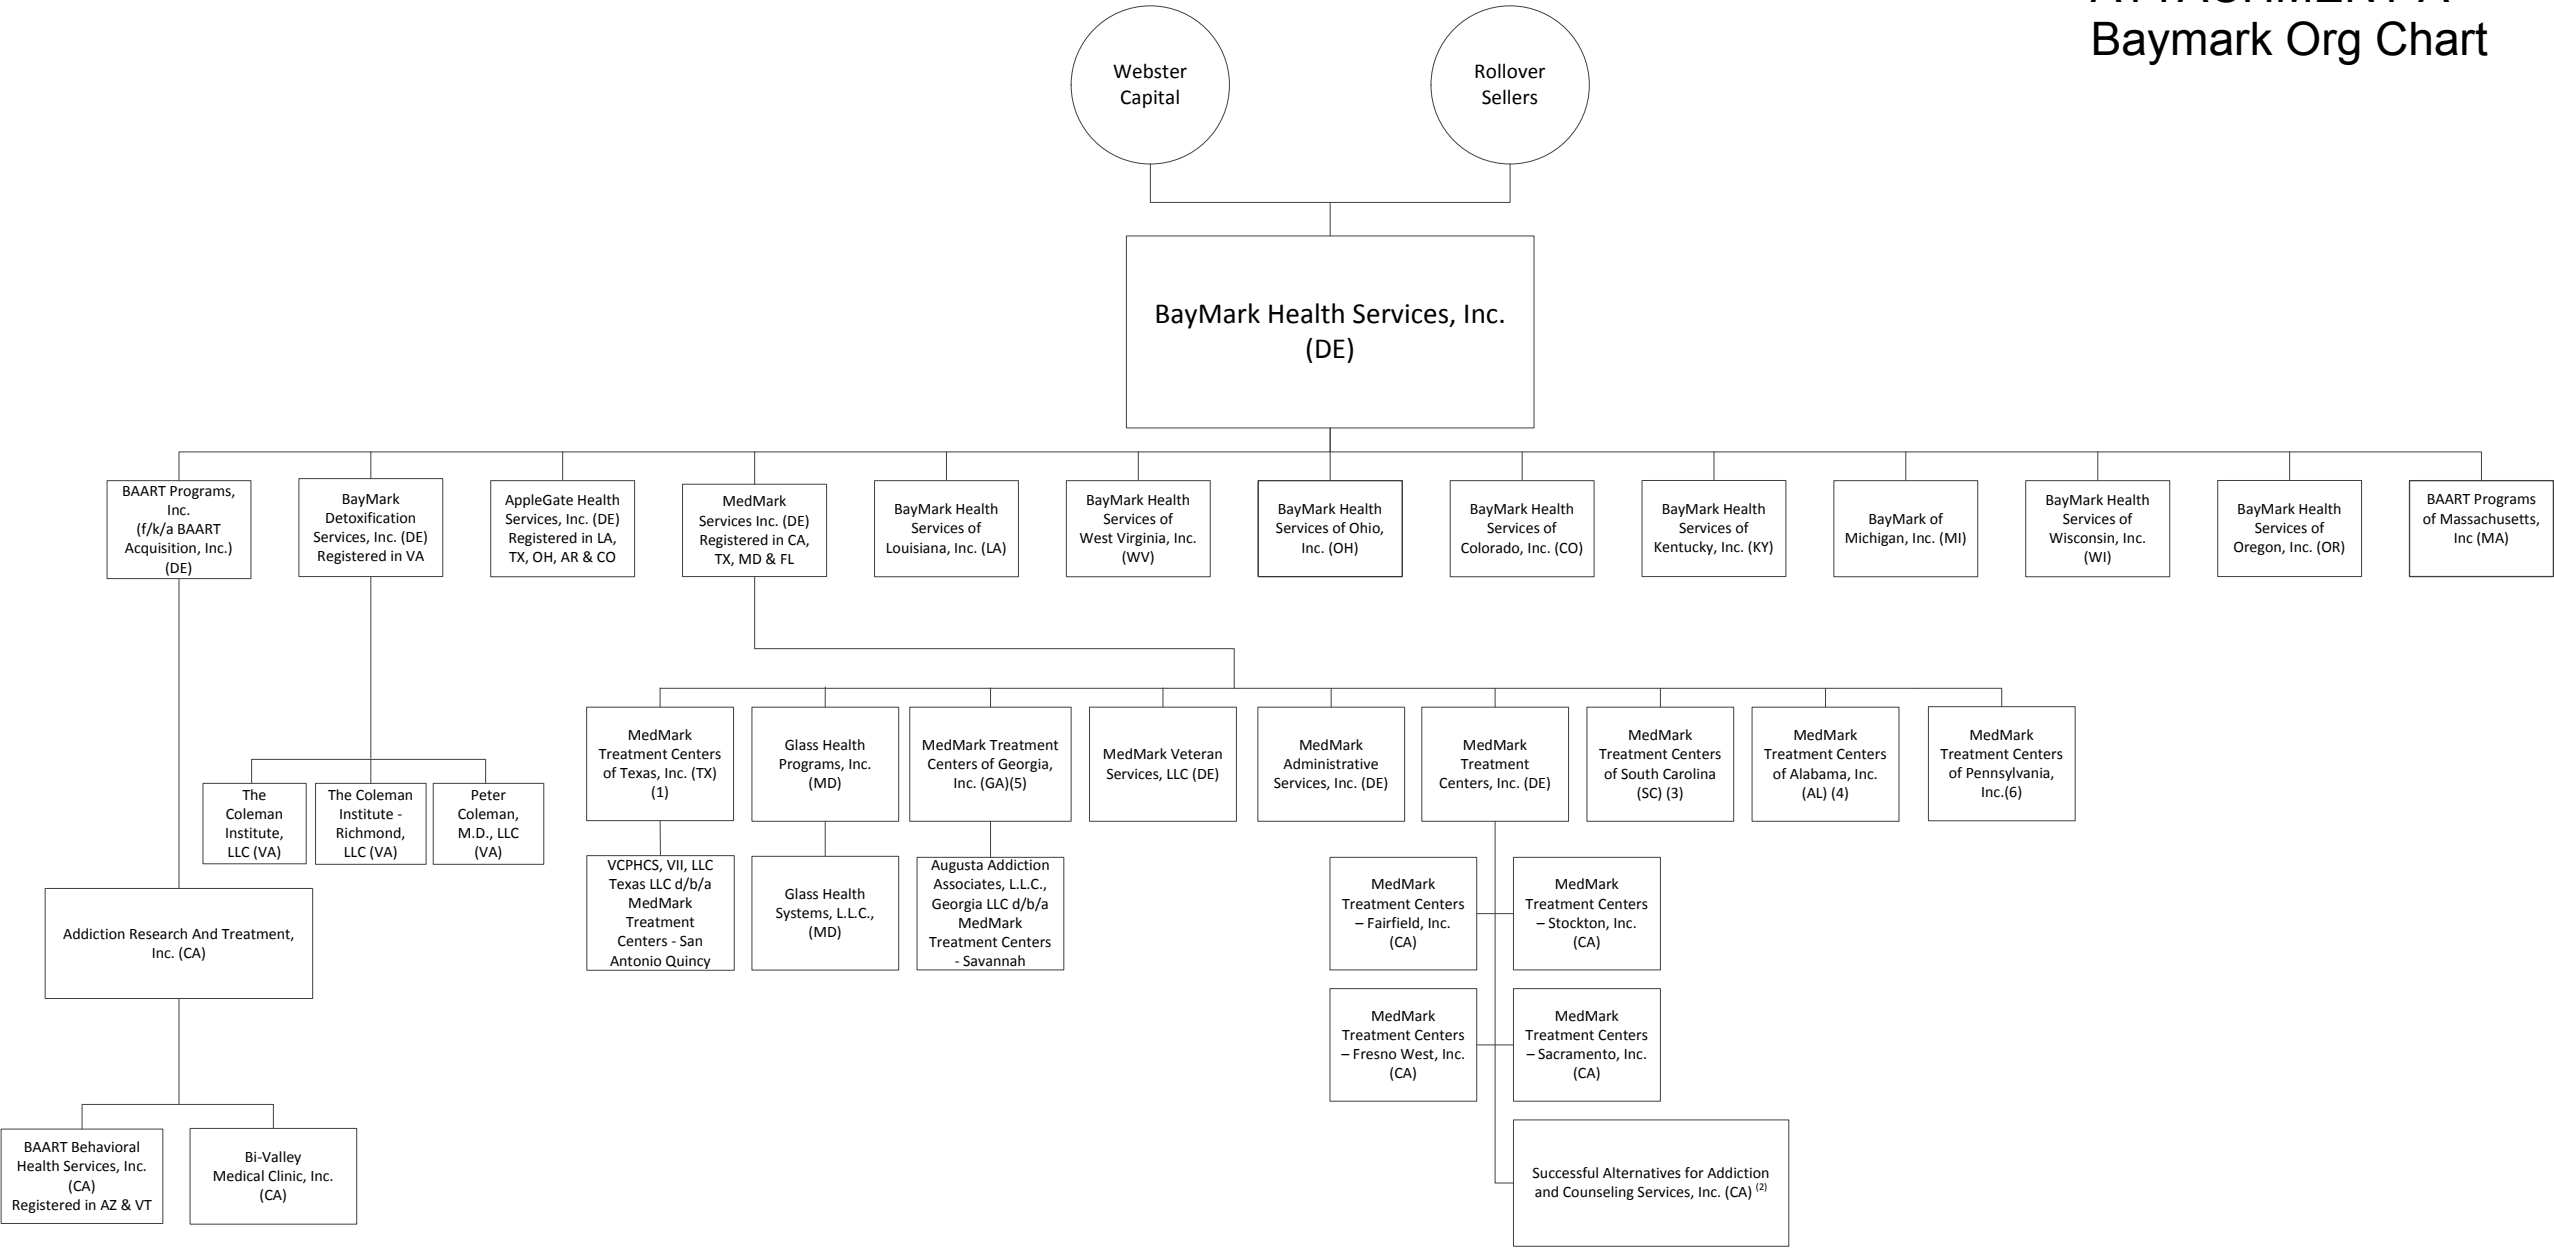 ATTACHMENT A
Baymark Org Chart
Webster
Capital
Rollover
Sellers
BayMark Health Services, Inc.
(DE)
BAART Programs,
Inc.
(f/k/a BAART
Acquisition, Inc.)
(DE)
BayMark
Detoxification
Services, Inc. (DE)
Registered in VA
AppleGate Health
Services, Inc. (DE)
Registered in LA,
TX, OH, AR & CO
MedMark
Services Inc. (DE)
Registered in CA,
TX, MD & FL
BayMark Health
Services of
Louisiana, Inc. (LA)
BayMark Health
Services of
West Virginia, Inc.
(WV)
BayMark Health
Services of Ohio,
Inc. (OH)
BayMark Health
Services of
Colorado, Inc. (CO)
BayMark Health
Services of
Kentucky, Inc. (KY)
BayMark of
Michigan, Inc. (MI)
BayMark Health
Services of
Wisconsin, Inc.
(WI)
BayMark Health
Services of
Oregon, Inc. (OR)
BAART Programs
of Massachusetts,
Inc (MA)
MedMark
Treatment Centers
of Texas, Inc. (TX)
(1)
Glass Health
Programs, Inc.
(MD)
MedMark Treatment
Centers of Georgia,
Inc. (GA)(5)
MedMark Veteran
Services, LLC (DE)
MedMark
Administrative
Services, Inc. (DE)
MedMark
Treatment
Centers, Inc. (DE)
MedMark
Treatment Centers
of South Carolina
(SC) (3)
MedMark
Treatment Centers
of Alabama, Inc.
(AL) (4)
MedMark
Treatment Centers
of Pennsylvania,
Inc.(6)
The
Coleman
Institute,
LLC (VA)
The Coleman
Institute -
Richmond,
LLC (VA)
Peter
Coleman,
M.D., LLC
(VA)
VCPHCS, VII, LLC
Texas LLC d/b/a
MedMark
Treatment
Centers - San
Antonio Quincy
Glass Health
Systems, L.L.C.,
(MD)
Augusta Addiction
Associates, L.L.C.,
Georgia LLC d/b/a
MedMark
Treatment Centers
- Savannah
MedMark
Treatment Centers
– Fairfield, Inc.
(CA)
MedMark
Treatment Centers
– Stockton, Inc.
(CA)
Addiction Research And Treatment,
Inc. (CA)
MedMark
Treatment Centers
– Fresno West, Inc.
(CA)
MedMark
Treatment Centers
– Sacramento, Inc.
(CA)
BAART Behavioral
Health Services, Inc.
(CA)
Registered in AZ & VT
Bi-Valley
Medical Clinic, Inc.
(CA)
Successful Alternatives for Addiction
and Counseling Services, Inc. (CA) (2)